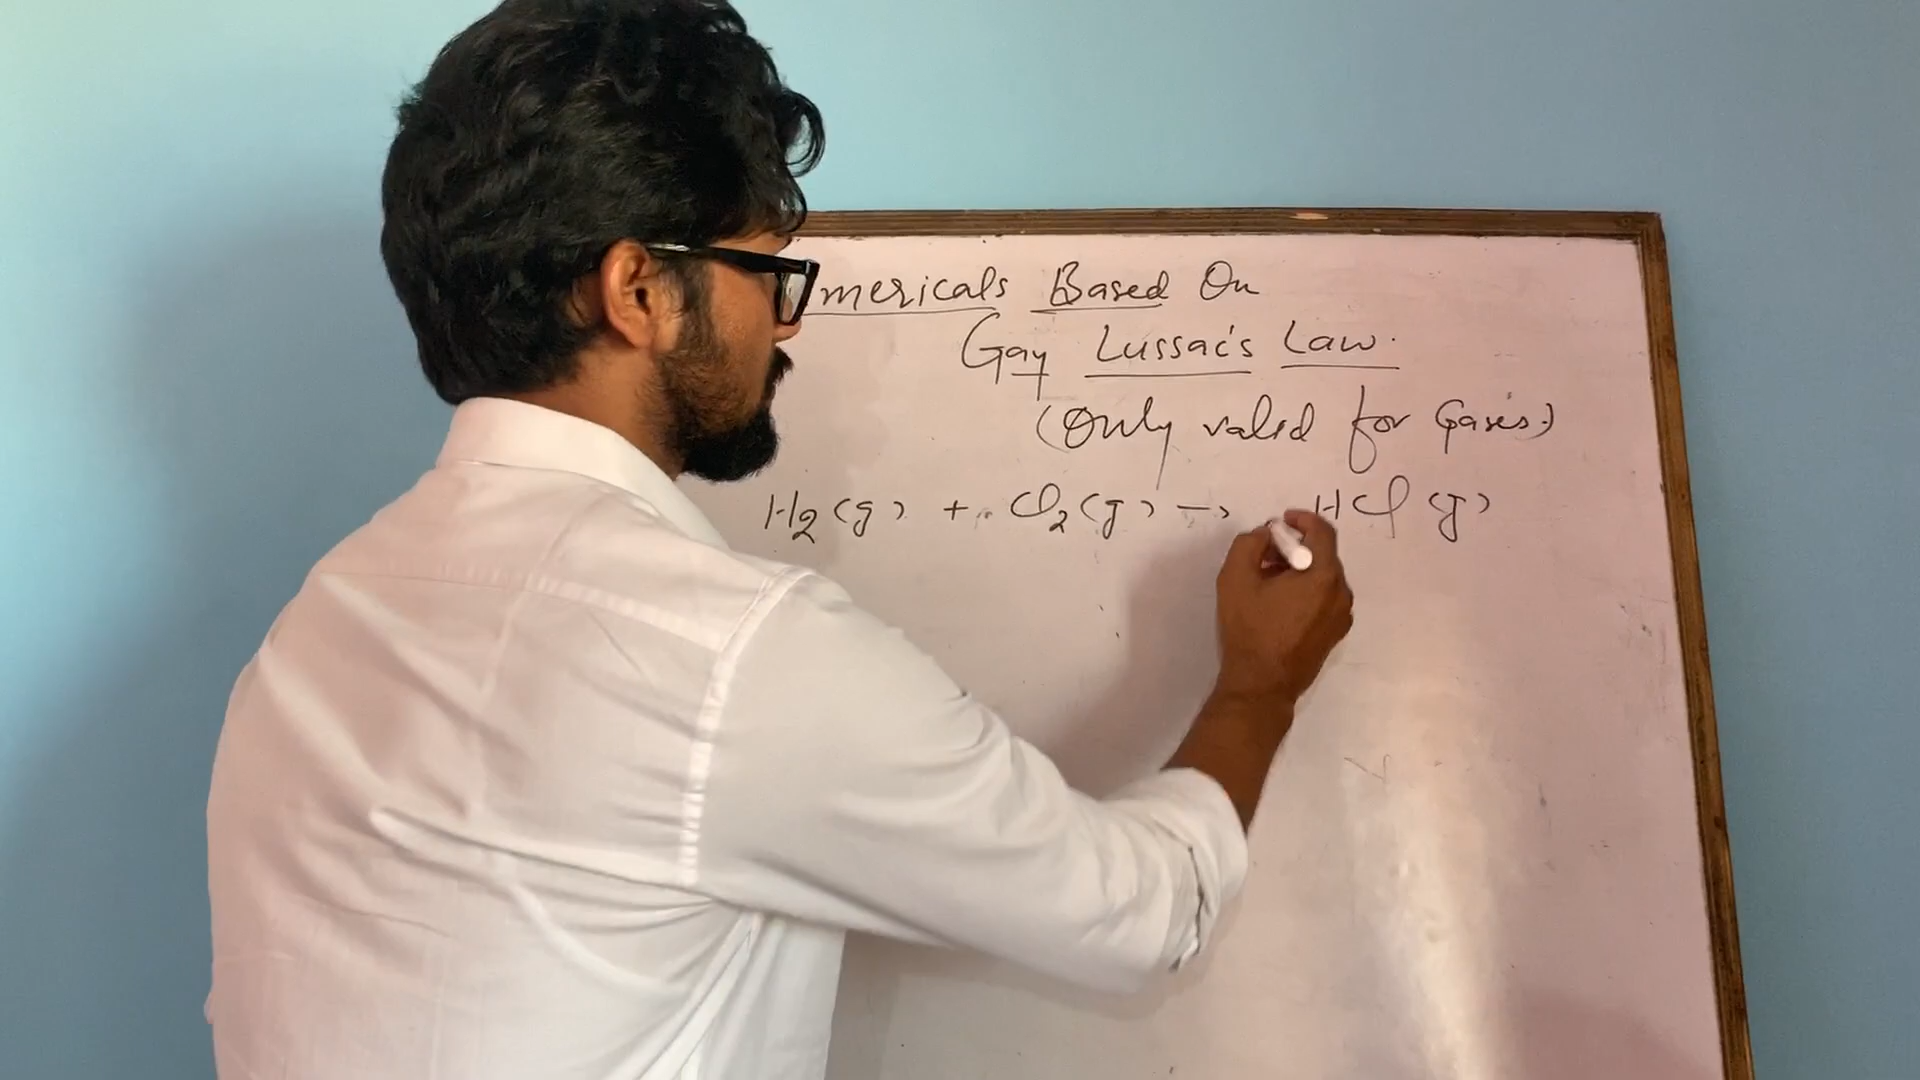 mericals Based On
Gay Lussac's Law.
(Only valid for Gases.)
H2(g) + Cl2(g) → HCl (g)